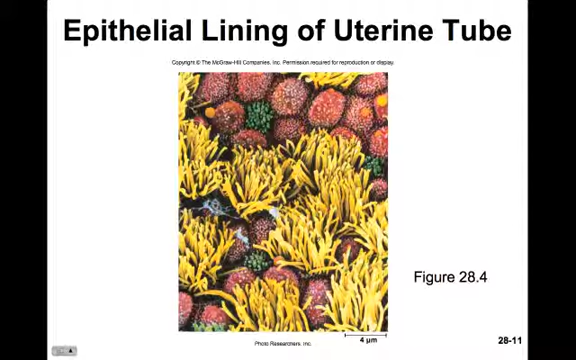 Epithelial Lining of Uterine Tube
Copyright © The McGraw-Hill Companies, Inc. Permission required for reproduction or display.
Figure 28.4
4 µm
Photo Researchers, Inc.
28-11